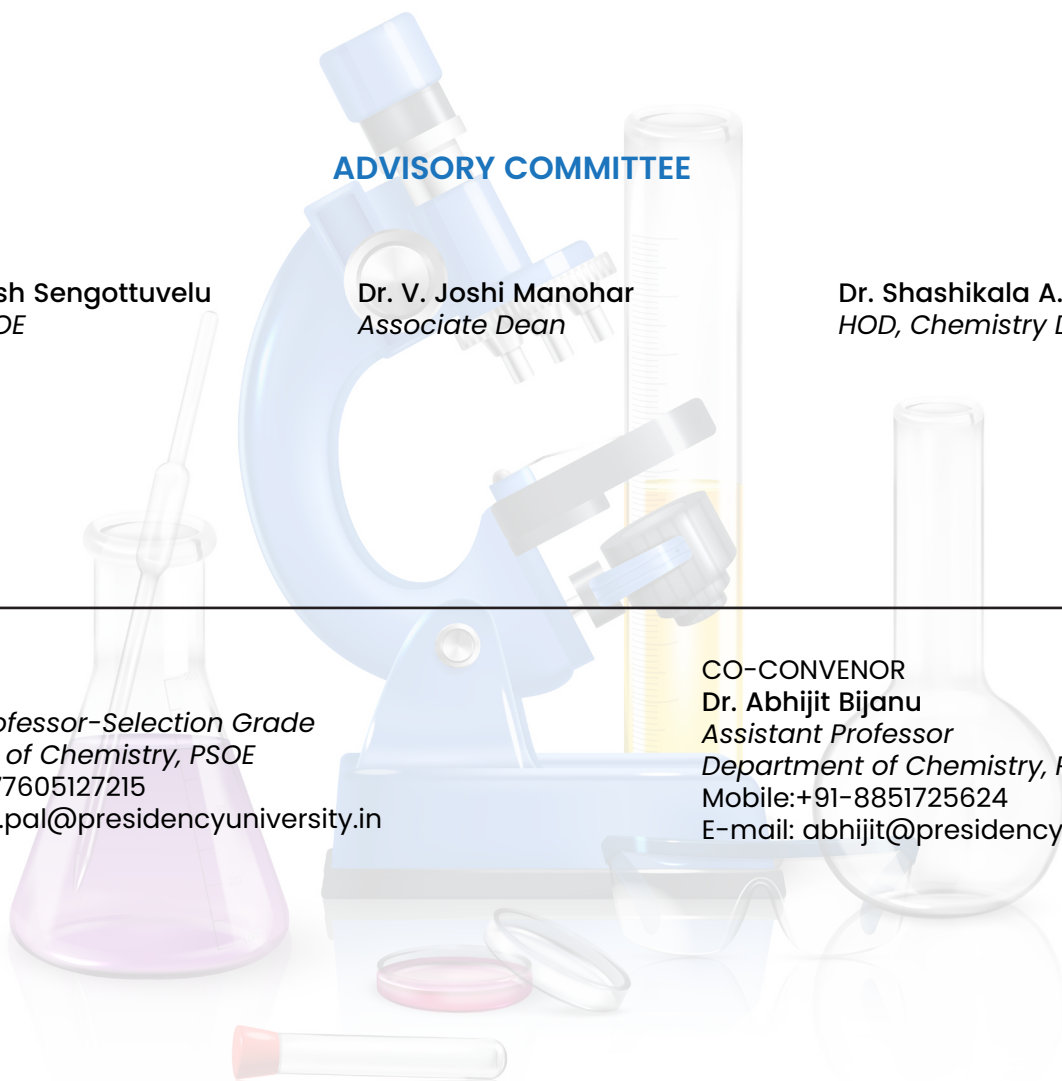 ADVISORY COMMITTEE
sh Sengottuvelu
OE
Dr. V. Joshi Manohar
Associate Dean
Dr. Shashikala A.
HOD, Chemistry D
ofessor-Selection Grade
of Chemistry, PSOE
77605127215
.pal@presidencyuniversity.in
CO-CONVENOR
Dr. Abhijit Bijanu
Assistant Professor
Department of Chemistry, P
Mobile:+91-8851725624
E-mail: abhijit@presidency